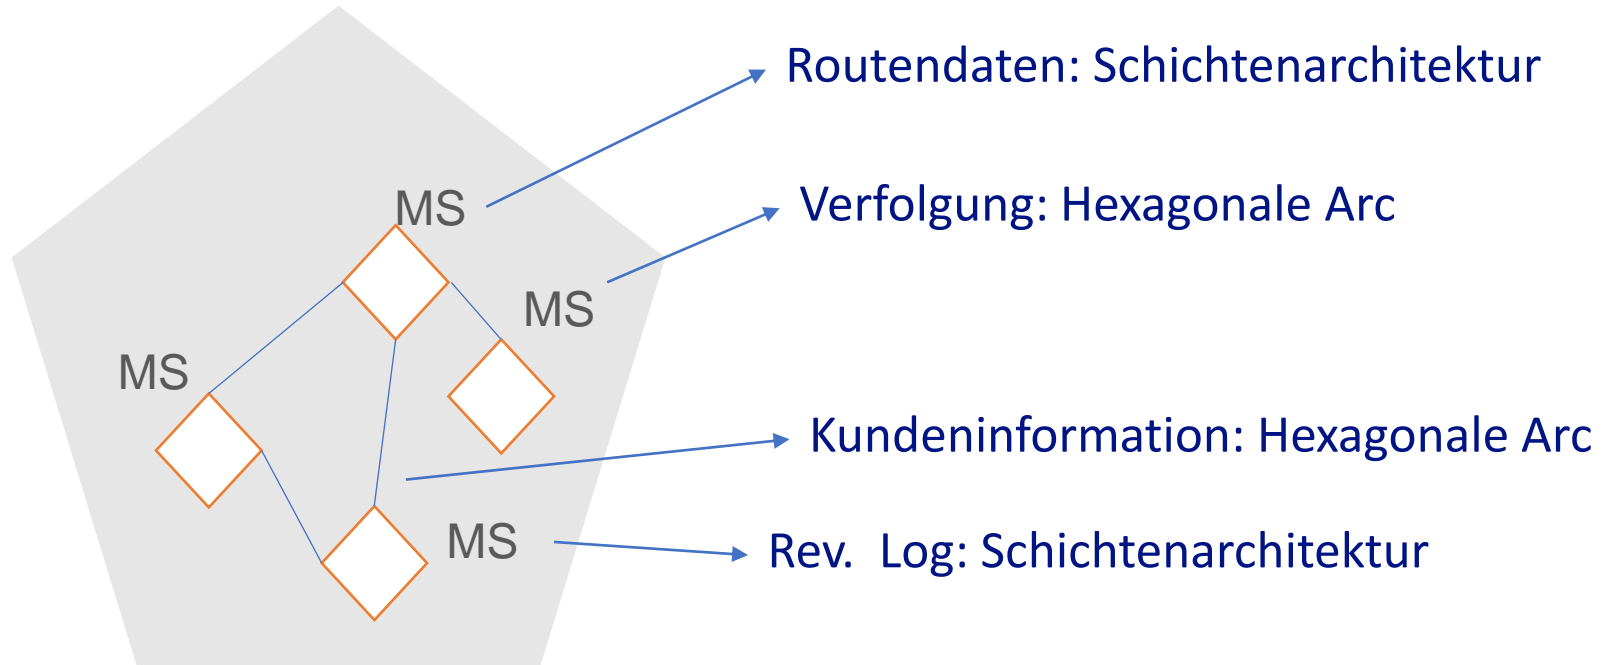 Routendaten: Schichtenarchitektur
MS
Verfolgung: Hexagonale Arc
MS
MS
Kundeninformation: Hexagonale Arc
MS
Rev.  Log: Schichtenarchitektur